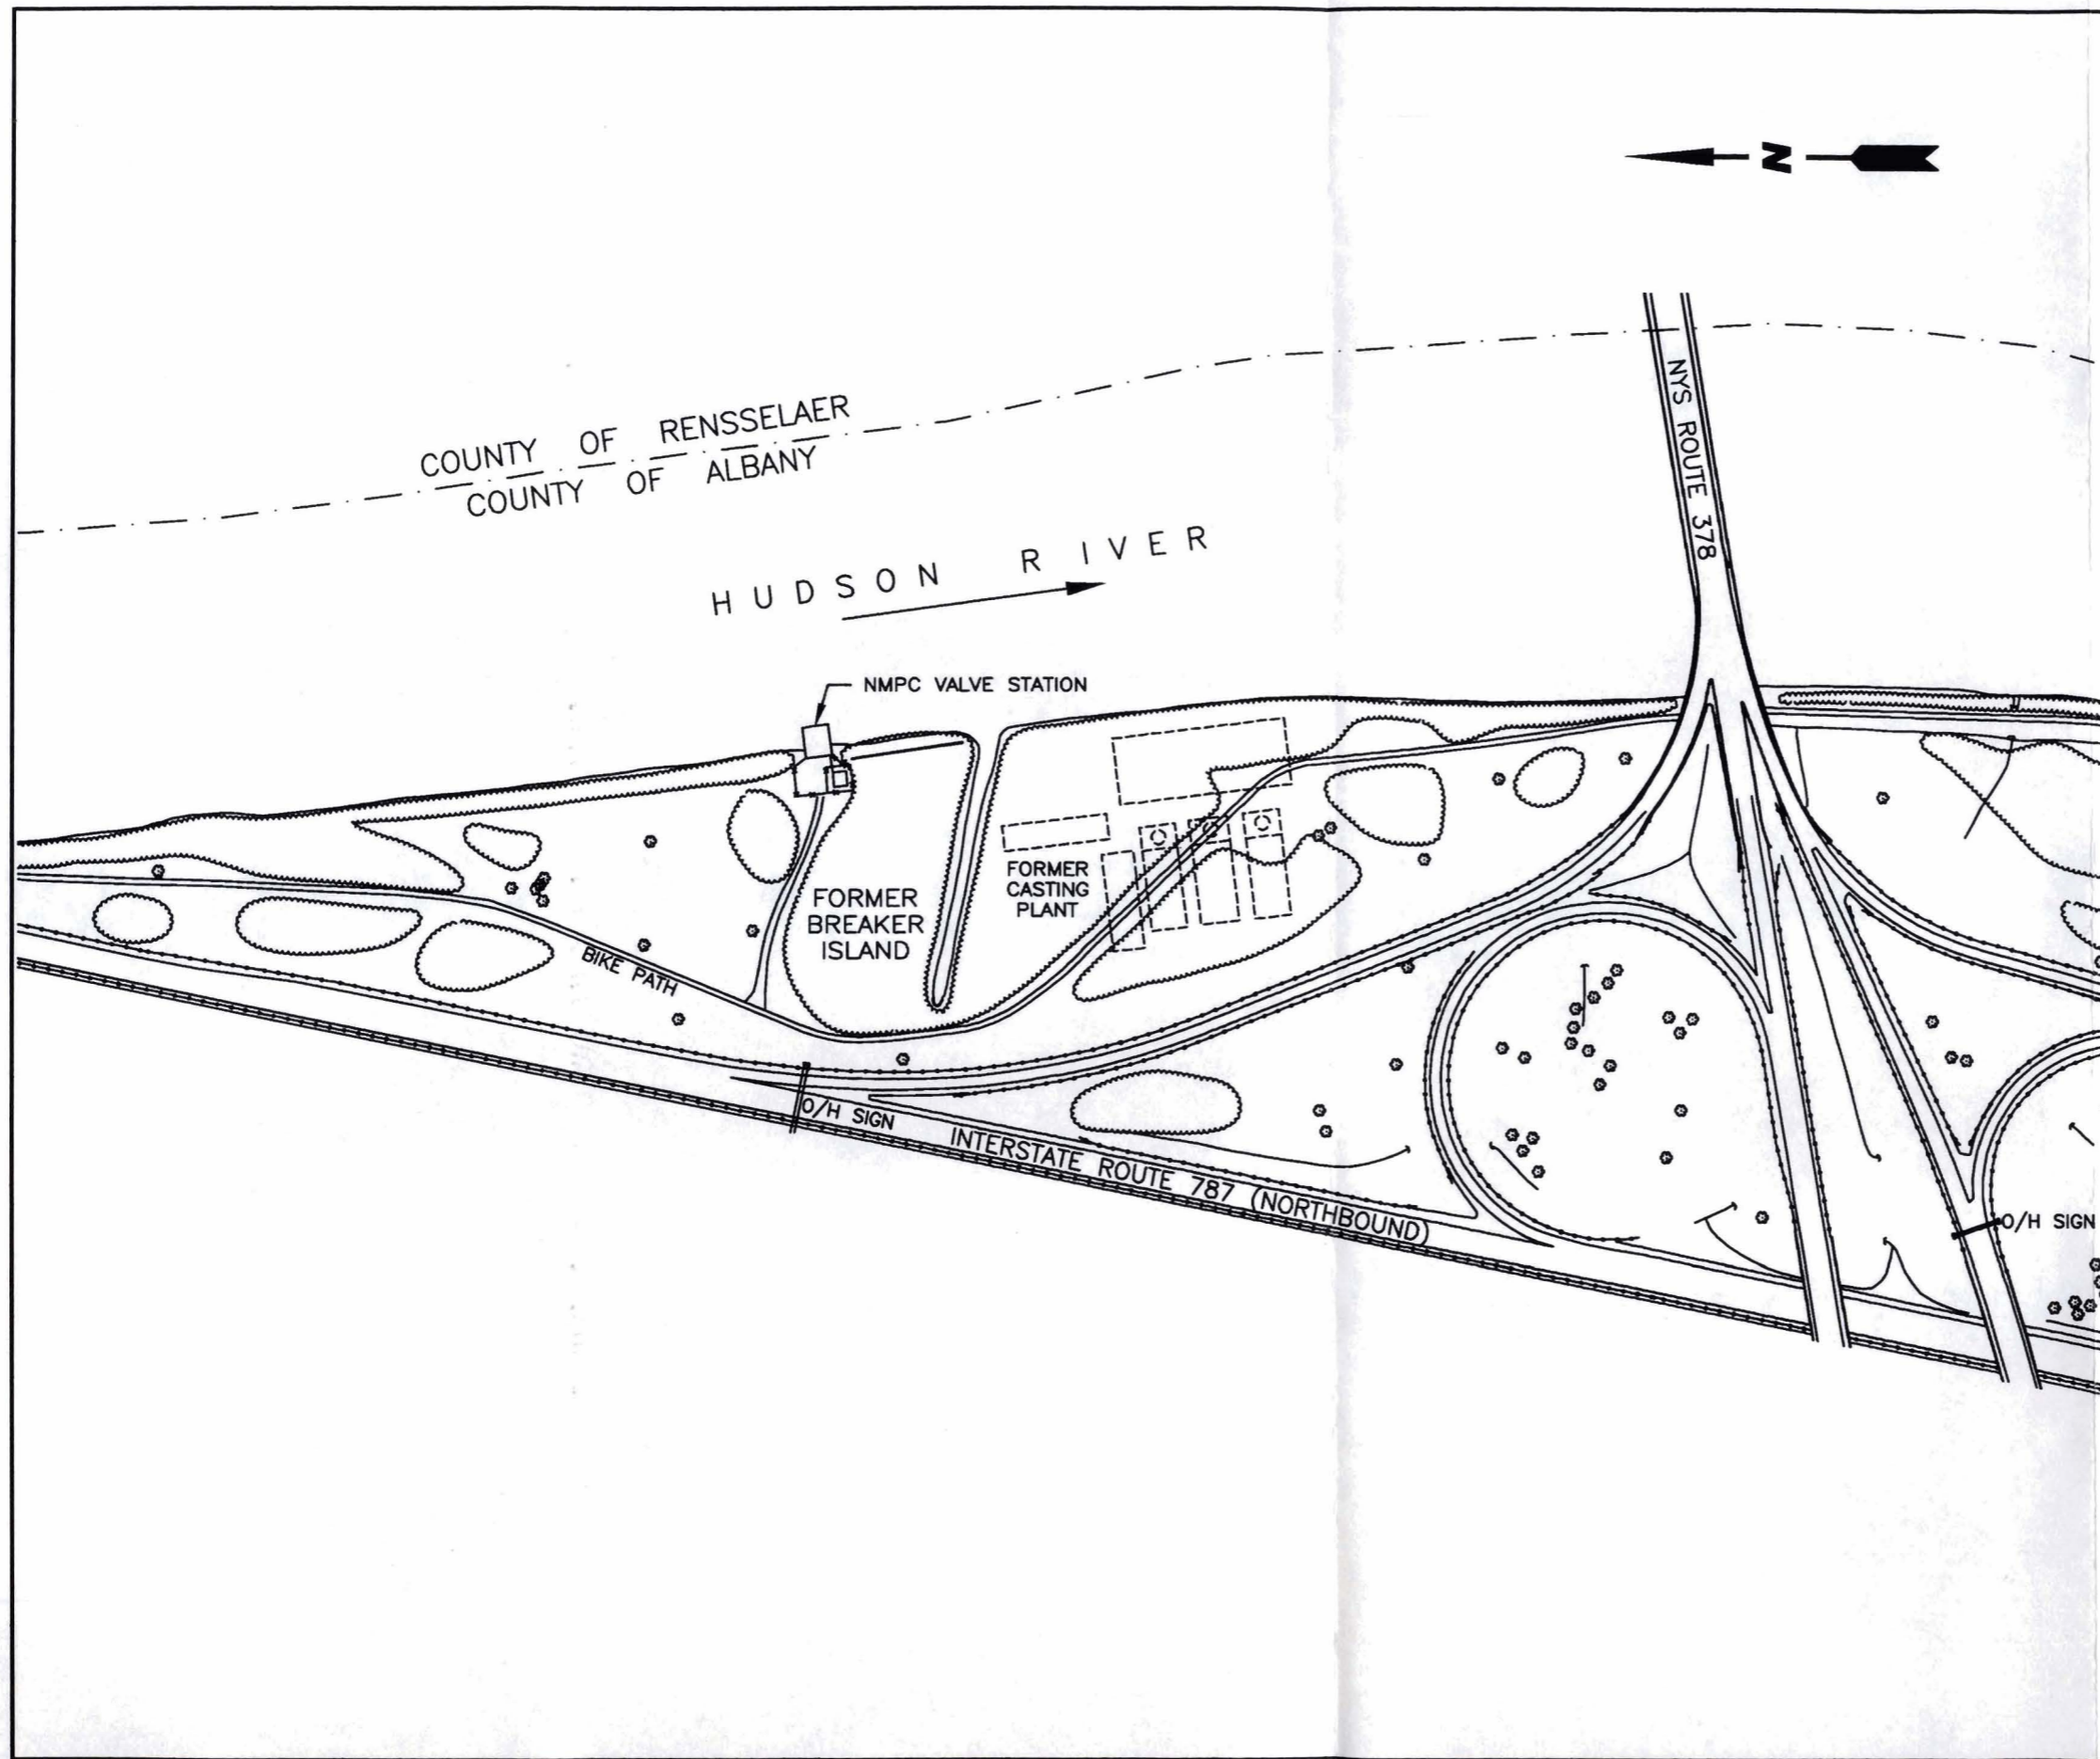 N
NYS ROUTE 378
COUNTY OF RENSSELAER
COUNTY OF ALBANY
HUDSON RIVER
NMPC VALVE STATION
FORMER
CASTING
PLANT
FORMER
BREAKER
ISLAND
BIKE PATH
O/H SIGN
INTERSTATE ROUTE 787 (NORTHBOUND)
O/H SIGN